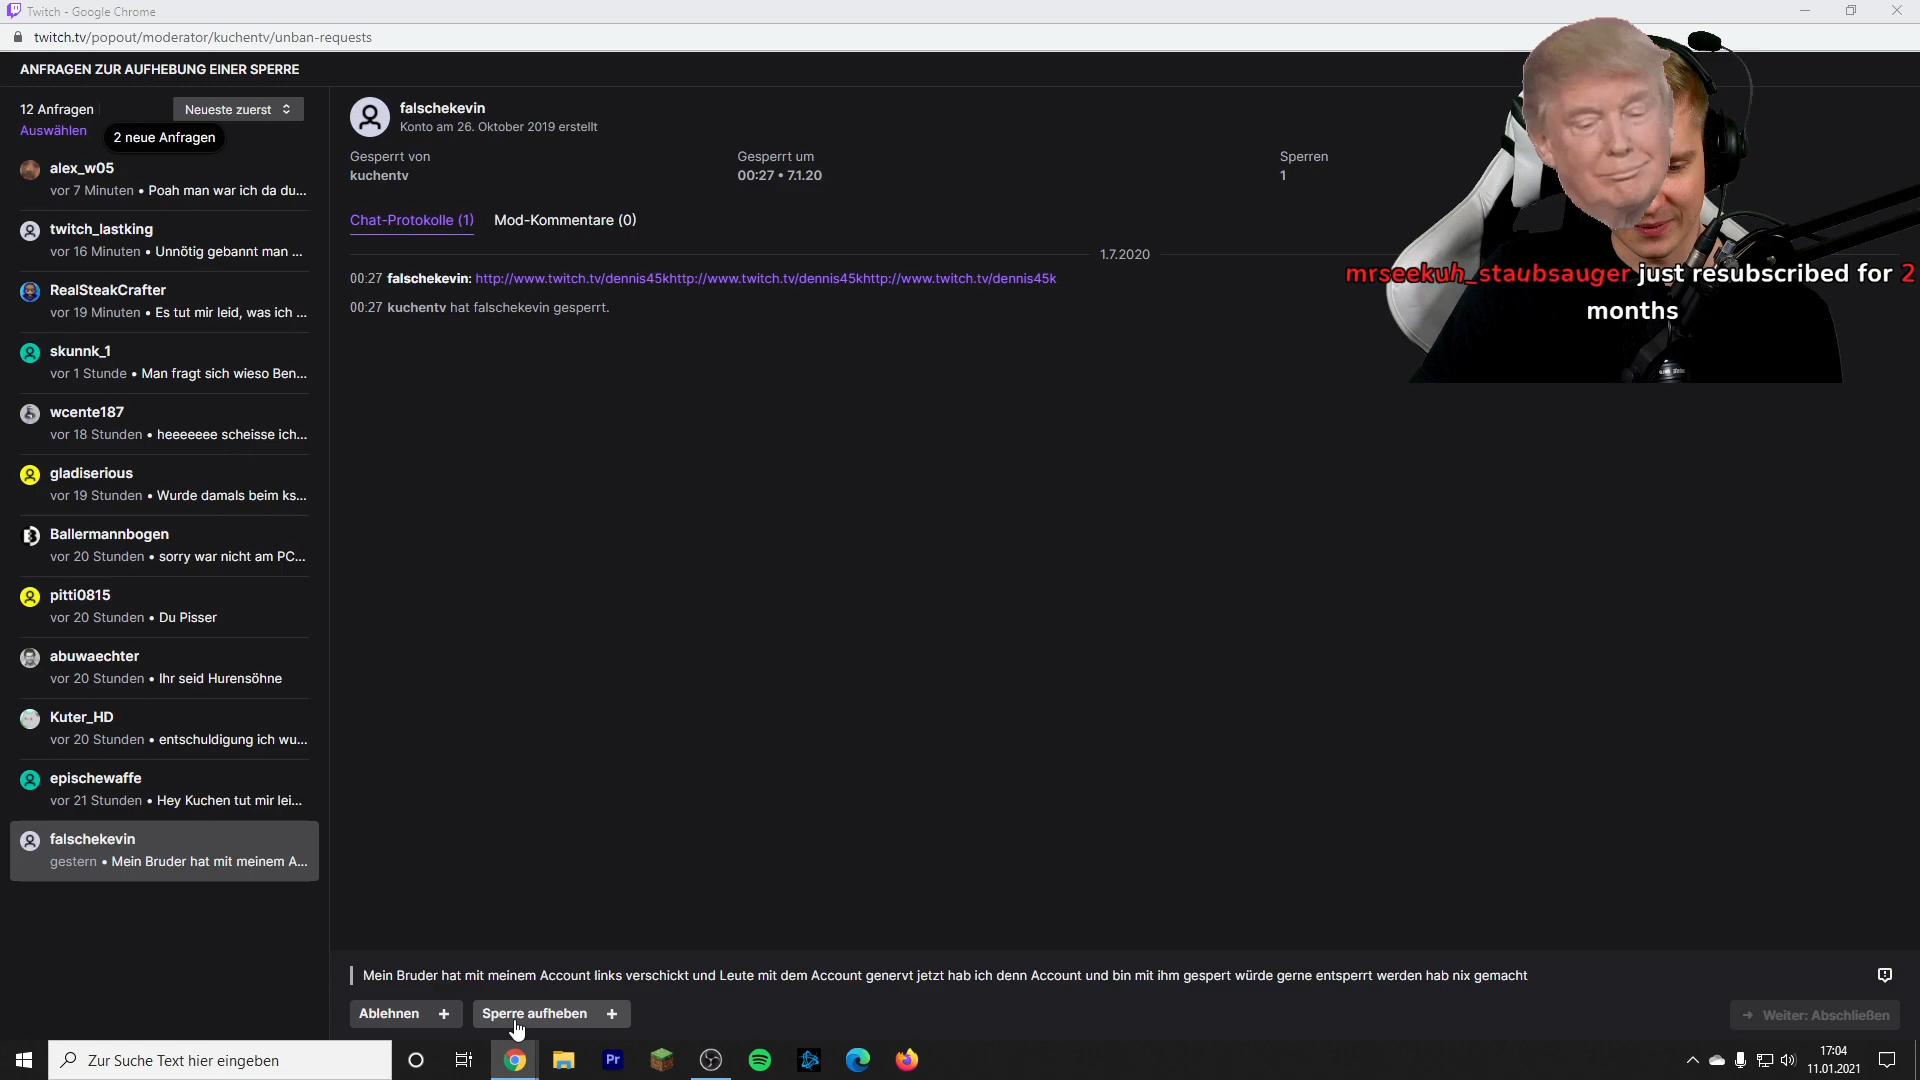 Twitch - Google Chrome
twitch.tv/popout/moderator/kuchentv/unban-requests
ANFRAGEN ZUR AUFHEBUNG EINER SPERRE
12 Anfragen
Neueste zuerst
Auswählen
2 neue Anfragen
alex_w05
vor 7 Minuten • Poah man war ich da du...
twitch_lastking
vor 16 Minuten • Unnötig gebannt man ...
RealSteakCrafter
vor 19 Minuten • Es tut mir leid, was ich ...
skunnk_1
vor 1 Stunde • Man fragt sich wieso Ben...
wcente187
vor 18 Stunden • heeeeeee scheisse ich...
gladiserious
vor 19 Stunden • Wurde damals beim ks...
Ballermannbogen
vor 20 Stunden • sorry war nicht am PC...
pitti0815
vor 20 Stunden • Du Pisser
abuwaechter
vor 20 Stunden • Ihr seid Hurensöhne
Kuter_HD
vor 20 Stunden • entschuldigung ich wu...
epischewaffe
vor 21 Stunden • Hey Kuchen tut mir lei...
falschekevin
gestern • Mein Bruder hat mit meinem A...
falschekevin
Konto am 26. Oktober 2019 erstellt
Gesperrt von
kuchentv
Gesperrt um
00:27 • 7.1.20
Sperren
1
Chat-Protokolle (1)
Mod-Kommentare (0)
1.7.2020
00:27 falschekevin: http://www.twitch.tv/dennis45khttp://www.twitch.tv/dennis45khttp://www.twitch.tv/dennis45k
00:27 kuchentv hat falschekevin gesperrt.
mrseekuh_staubsauger just resubscribed for 2
months
Mein Bruder hat mit meinem Account links verschickt und Leute mit dem Account genervt jetzt hab ich denn Account und bin mit ihm gespert würde gerne entsperrt werden hab nix gemacht
Ablehnen +
Sperre aufheben +
Weiter: Abschließen
Zur Suche Text hier eingeben
Pr
17:04
11.01.2021